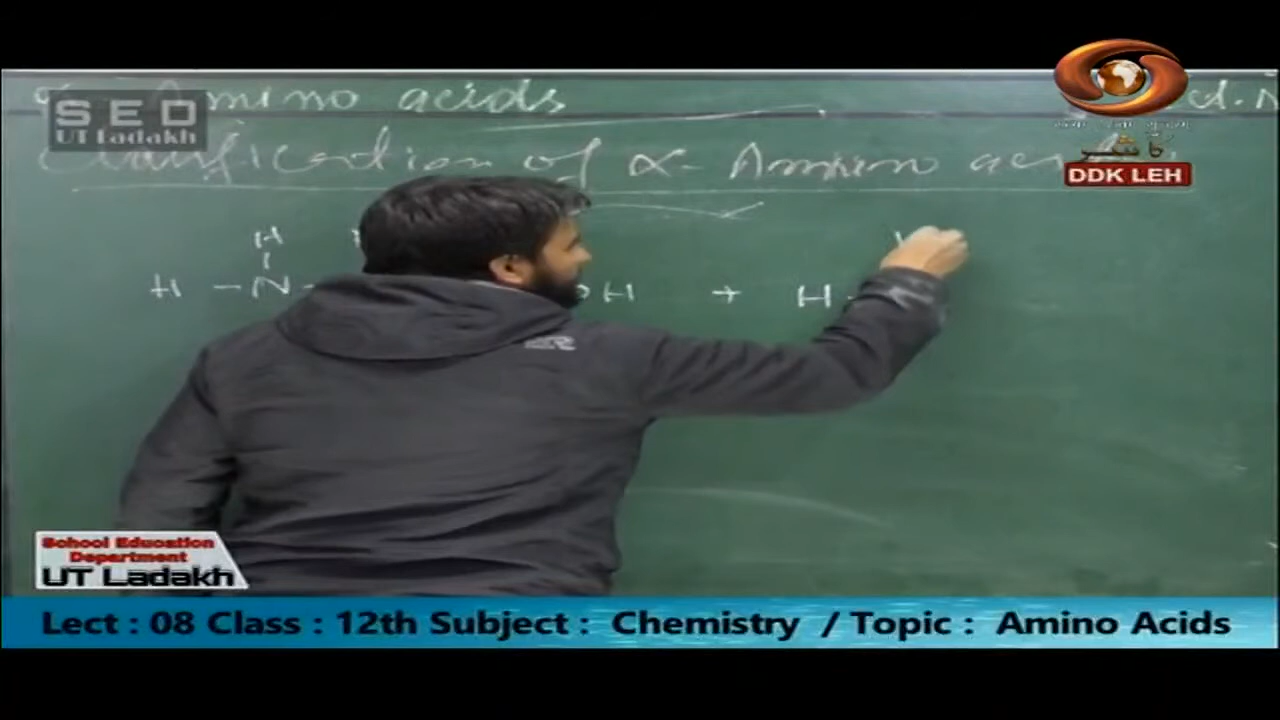 Amino acids
SEO
UT Ladakh
Classification of α- Amino acids
DDK LEH
H
H - N - OH + H -
School Education
Department
UT Ladakh
Lect : 08 Class : 12th Subject : Chemistry / Topic : Amino Acids